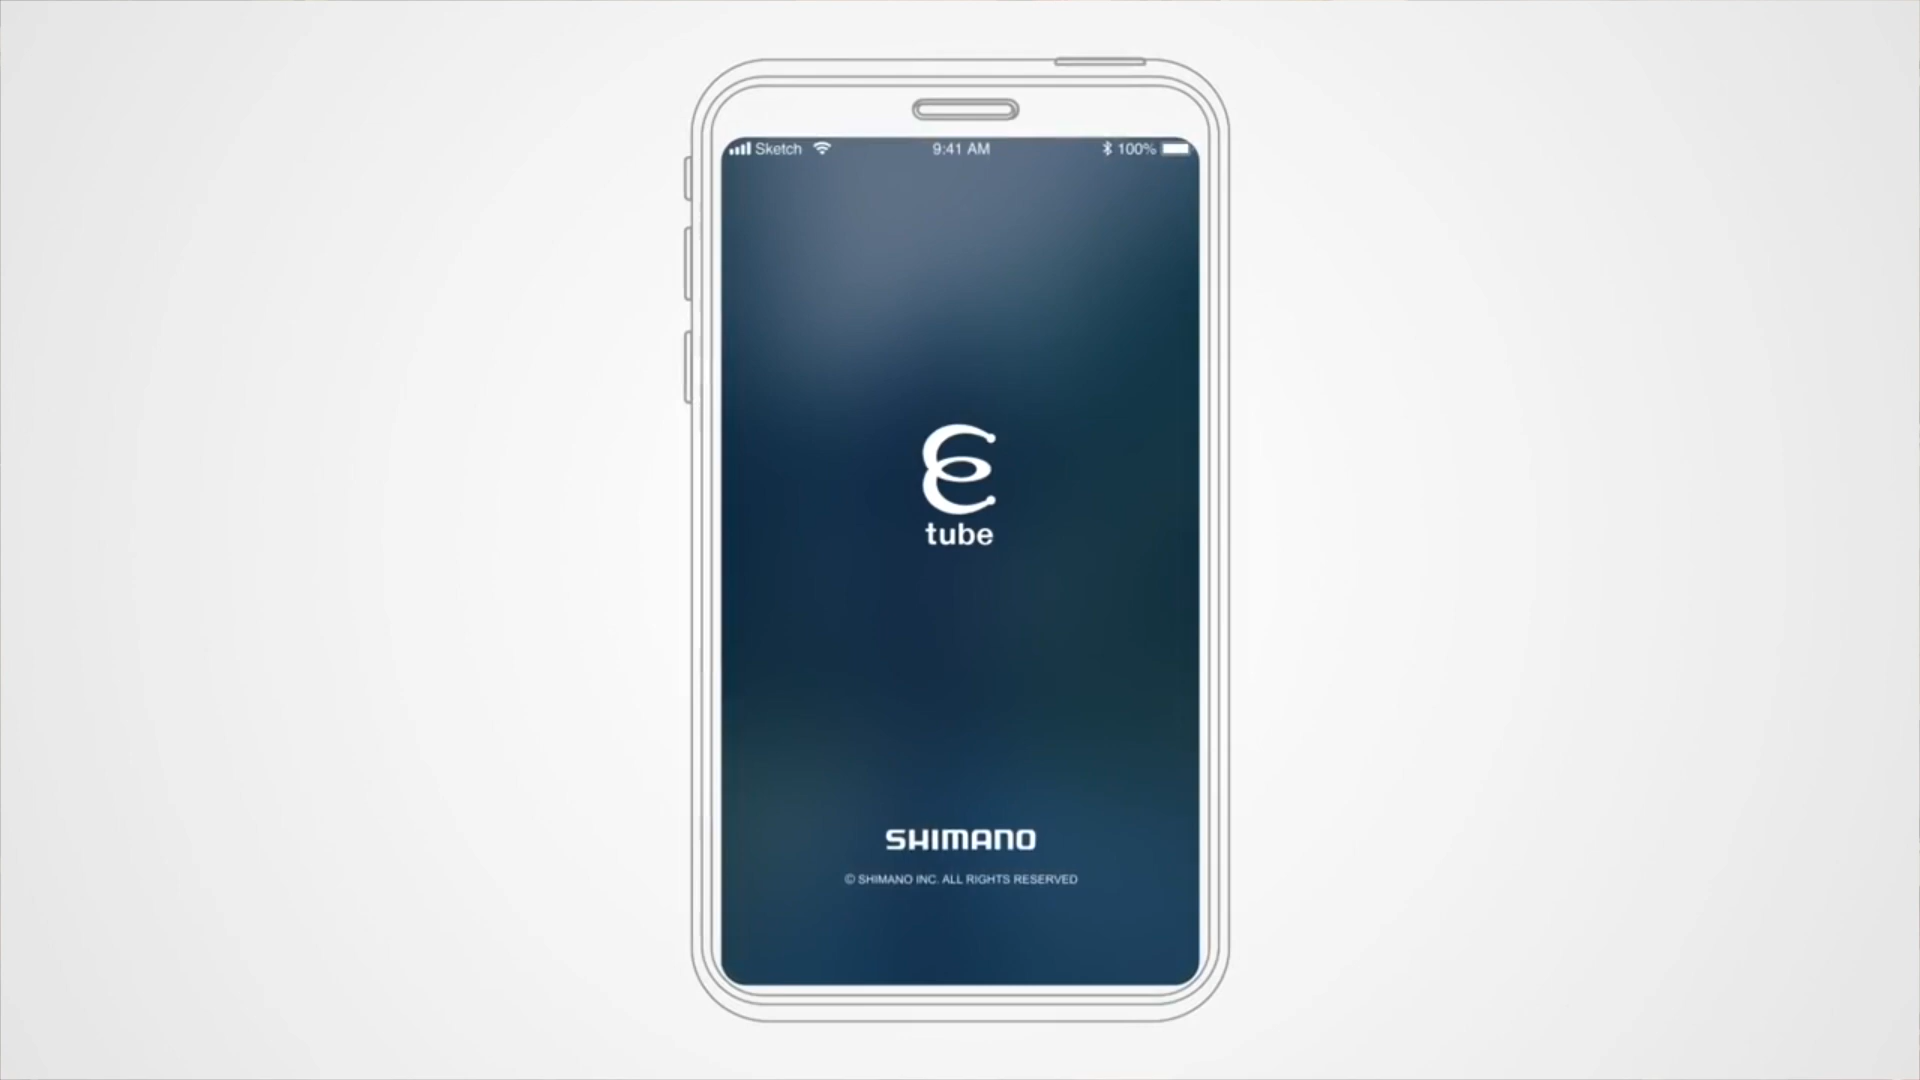 Sketch 9:41 AM 100%
e
tube
SHIMANO
© SHIMANO INC. ALL RIGHTS RESERVED